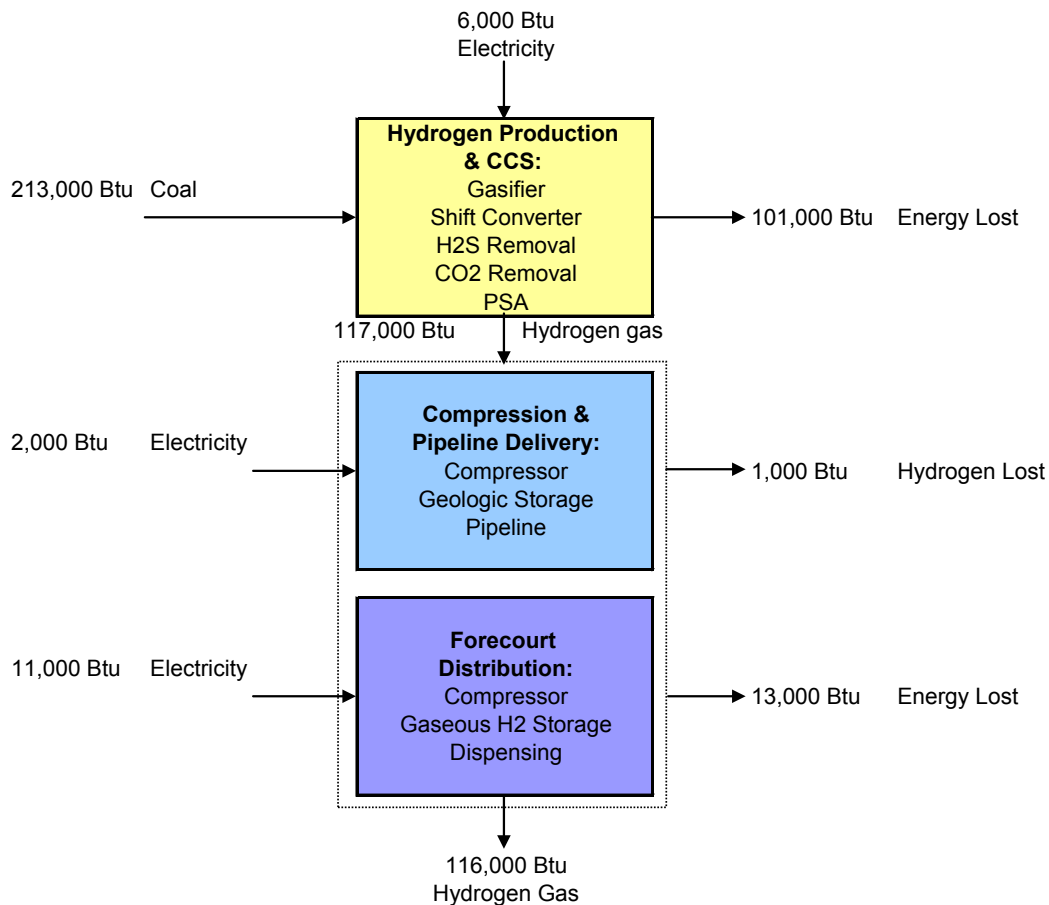 6,000 Btu
Electricity
Hydrogen Production
& CCS:
Gasifier
Shift Converter
H2S Removal
CO2 Removal
PSA
213,000 Btu Coal
101,000 Btu Energy Lost
117,000 Btu Hydrogen gas
Compression &
Pipeline Delivery:
Compressor
Geologic Storage
Pipeline
2,000 Btu Electricity
1,000 Btu Hydrogen Lost
Forecourt
Distribution:
Compressor
Gaseous H2 Storage
Dispensing
11,000 Btu Electricity
13,000 Btu Energy Lost
116,000 Btu
Hydrogen Gas